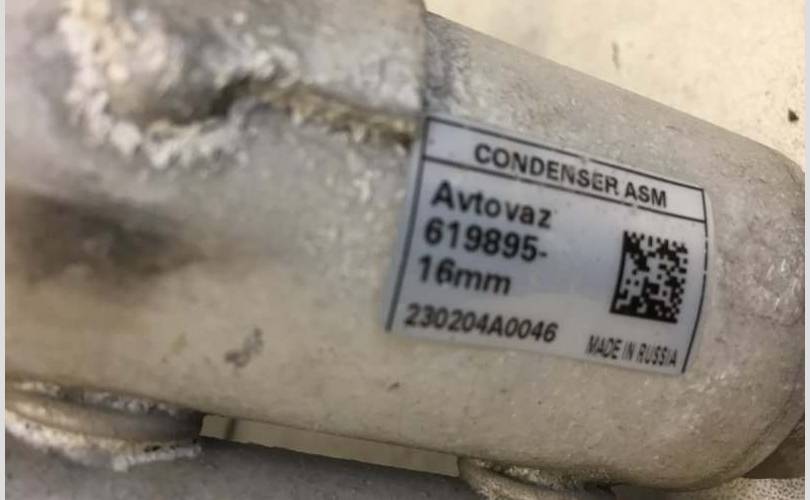 CONDENSER ASM
Avtovaz
619895-
16mm
230204A0046
MADE IN RUSSIA